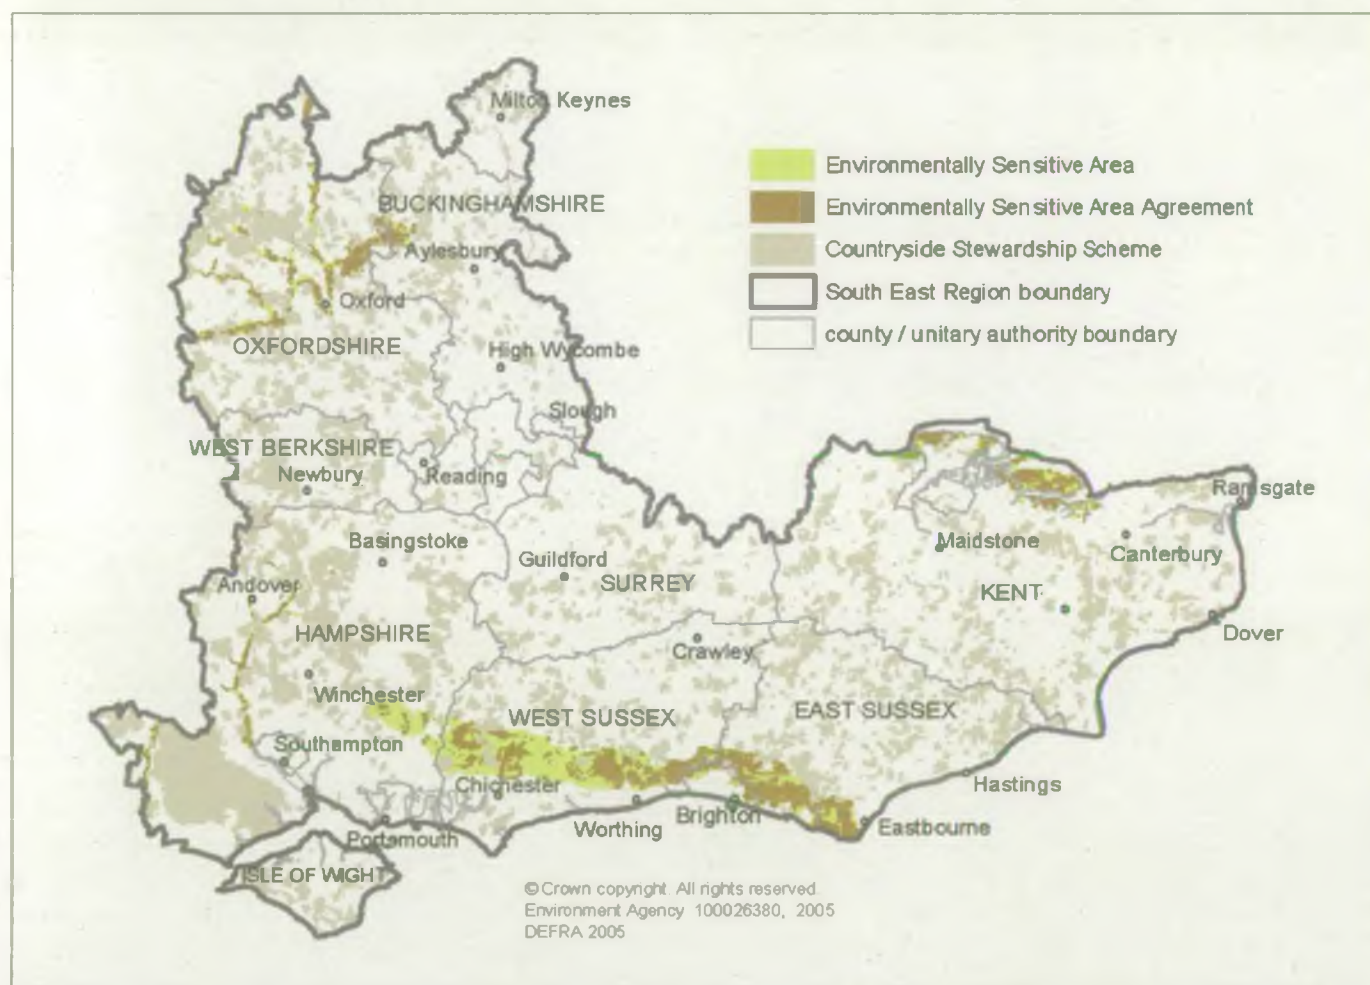 Milton Keynes
BUCKINGHAMSHIRE
Aylesbury
Oxford
OXFORDSHIRE
High Wycombe
Slough
WEST BERKSHIRE
Newbury
Reading
Basingstoke
Andover
HAMPSHIRE
Winchester
Southampton
Portsmouth
ISLE OF WIGHT
Guildford
SURREY
Crawley
WEST SUSSEX
Chichester
Worthing
Brighton
EAST SUSSEX
Eastbourne
Hastings
Maidstone
KENT
Canterbury
Ramsgate
Dover
Environmentally Sensitive Area
Environmentally Sensitive Area Agreement
Countryside Stewardship Scheme
South East Region boundary
county / unitary authority boundary
© Crown copyright. All rights reserved.
Environment Agency 100026380, 2005
DEFRA 2005